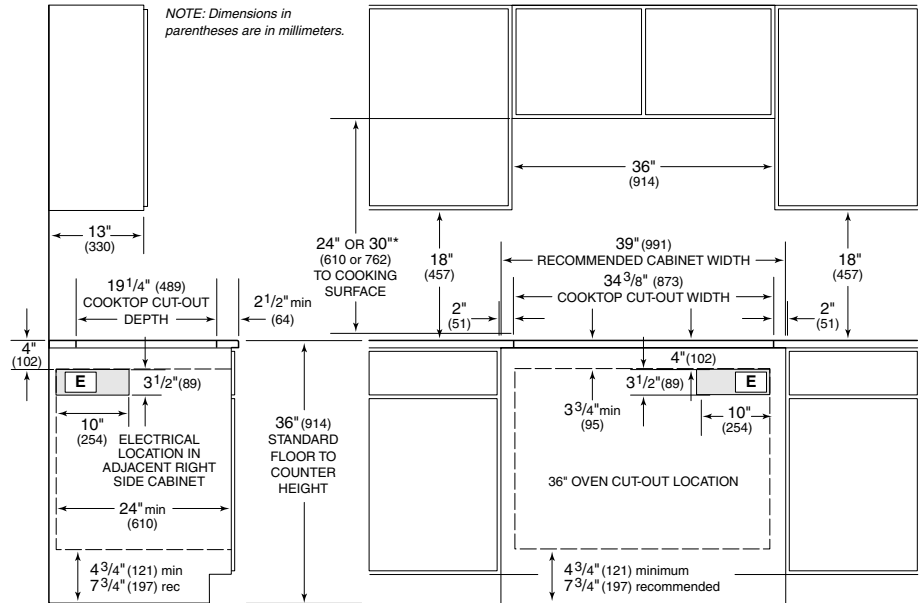 NOTE: Dimensions in
parentheses are in millimeters.
36"
(914)
13"
(330)
24" OR 30"*
(610 or 762)
TO COOKING
SURFACE
18"
(457)
39" (991)
RECOMMENDED CABINET WIDTH
18"
(457)
19 1/4" (489)
COOKTOP CUT-OUT
DEPTH
2 1/2" min
(64)
34 3/8" (873)
COOKTOP CUT-OUT WIDTH
2"
(51)
2"
(51)
4"
(102)
E
3 1/2" (89)
10"
(254)
ELECTRICAL
LOCATION IN
ADJACENT RIGHT
SIDE CABINET
24" min
(610)
4 3/4" (121) min
7 3/4" (197) rec
36" (914)
STANDARD
FLOOR TO
COUNTER
HEIGHT
4" (102)
3 1/2" (89)
E
3 3/4" min
(95)
10"
(254)
36" OVEN CUT-OUT LOCATION
4 3/4" (121) minimum
7 3/4" (197) recommended